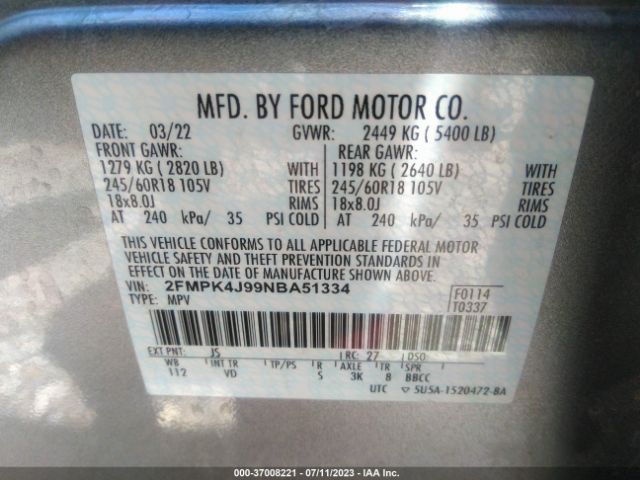 MFD. BY FORD MOTOR CO.
DATE: 03/22 GVWR: 2449 KG ( 5400 LB)
FRONT GAWR: REAR GAWR:
1279 KG ( 2820 LB) WITH 1198 KG ( 2640 LB) WITH
245/60R18 105V TIRES 245/60R18 105V TIRES
18x8.0J RIMS 18x8.0J RIMS
AT 240 kPa/ 35 PSI COLD AT 240 kPa/ 35 PSI COLD
THIS VEHICLE CONFORMS TO ALL APPLICABLE FEDERAL MOTOR
VEHICLE SAFETY AND THEFT PREVENTION STANDARDS IN
EFFECT ON THE DATE OF MANUFACTURE SHOWN ABOVE.
VIN: 2FMPK4J99NBA51334 F0114
TYPE: MPV T0337
EXT PNT: JS RC: 27 DSO:
WB INT TR TP/PS R AXLE TR SPR
112 VD S 3K 8 BBCC
UTC ▽ 5U5A-1520472-BA
000-37008221 - 07/11/2023 - IAA Inc.